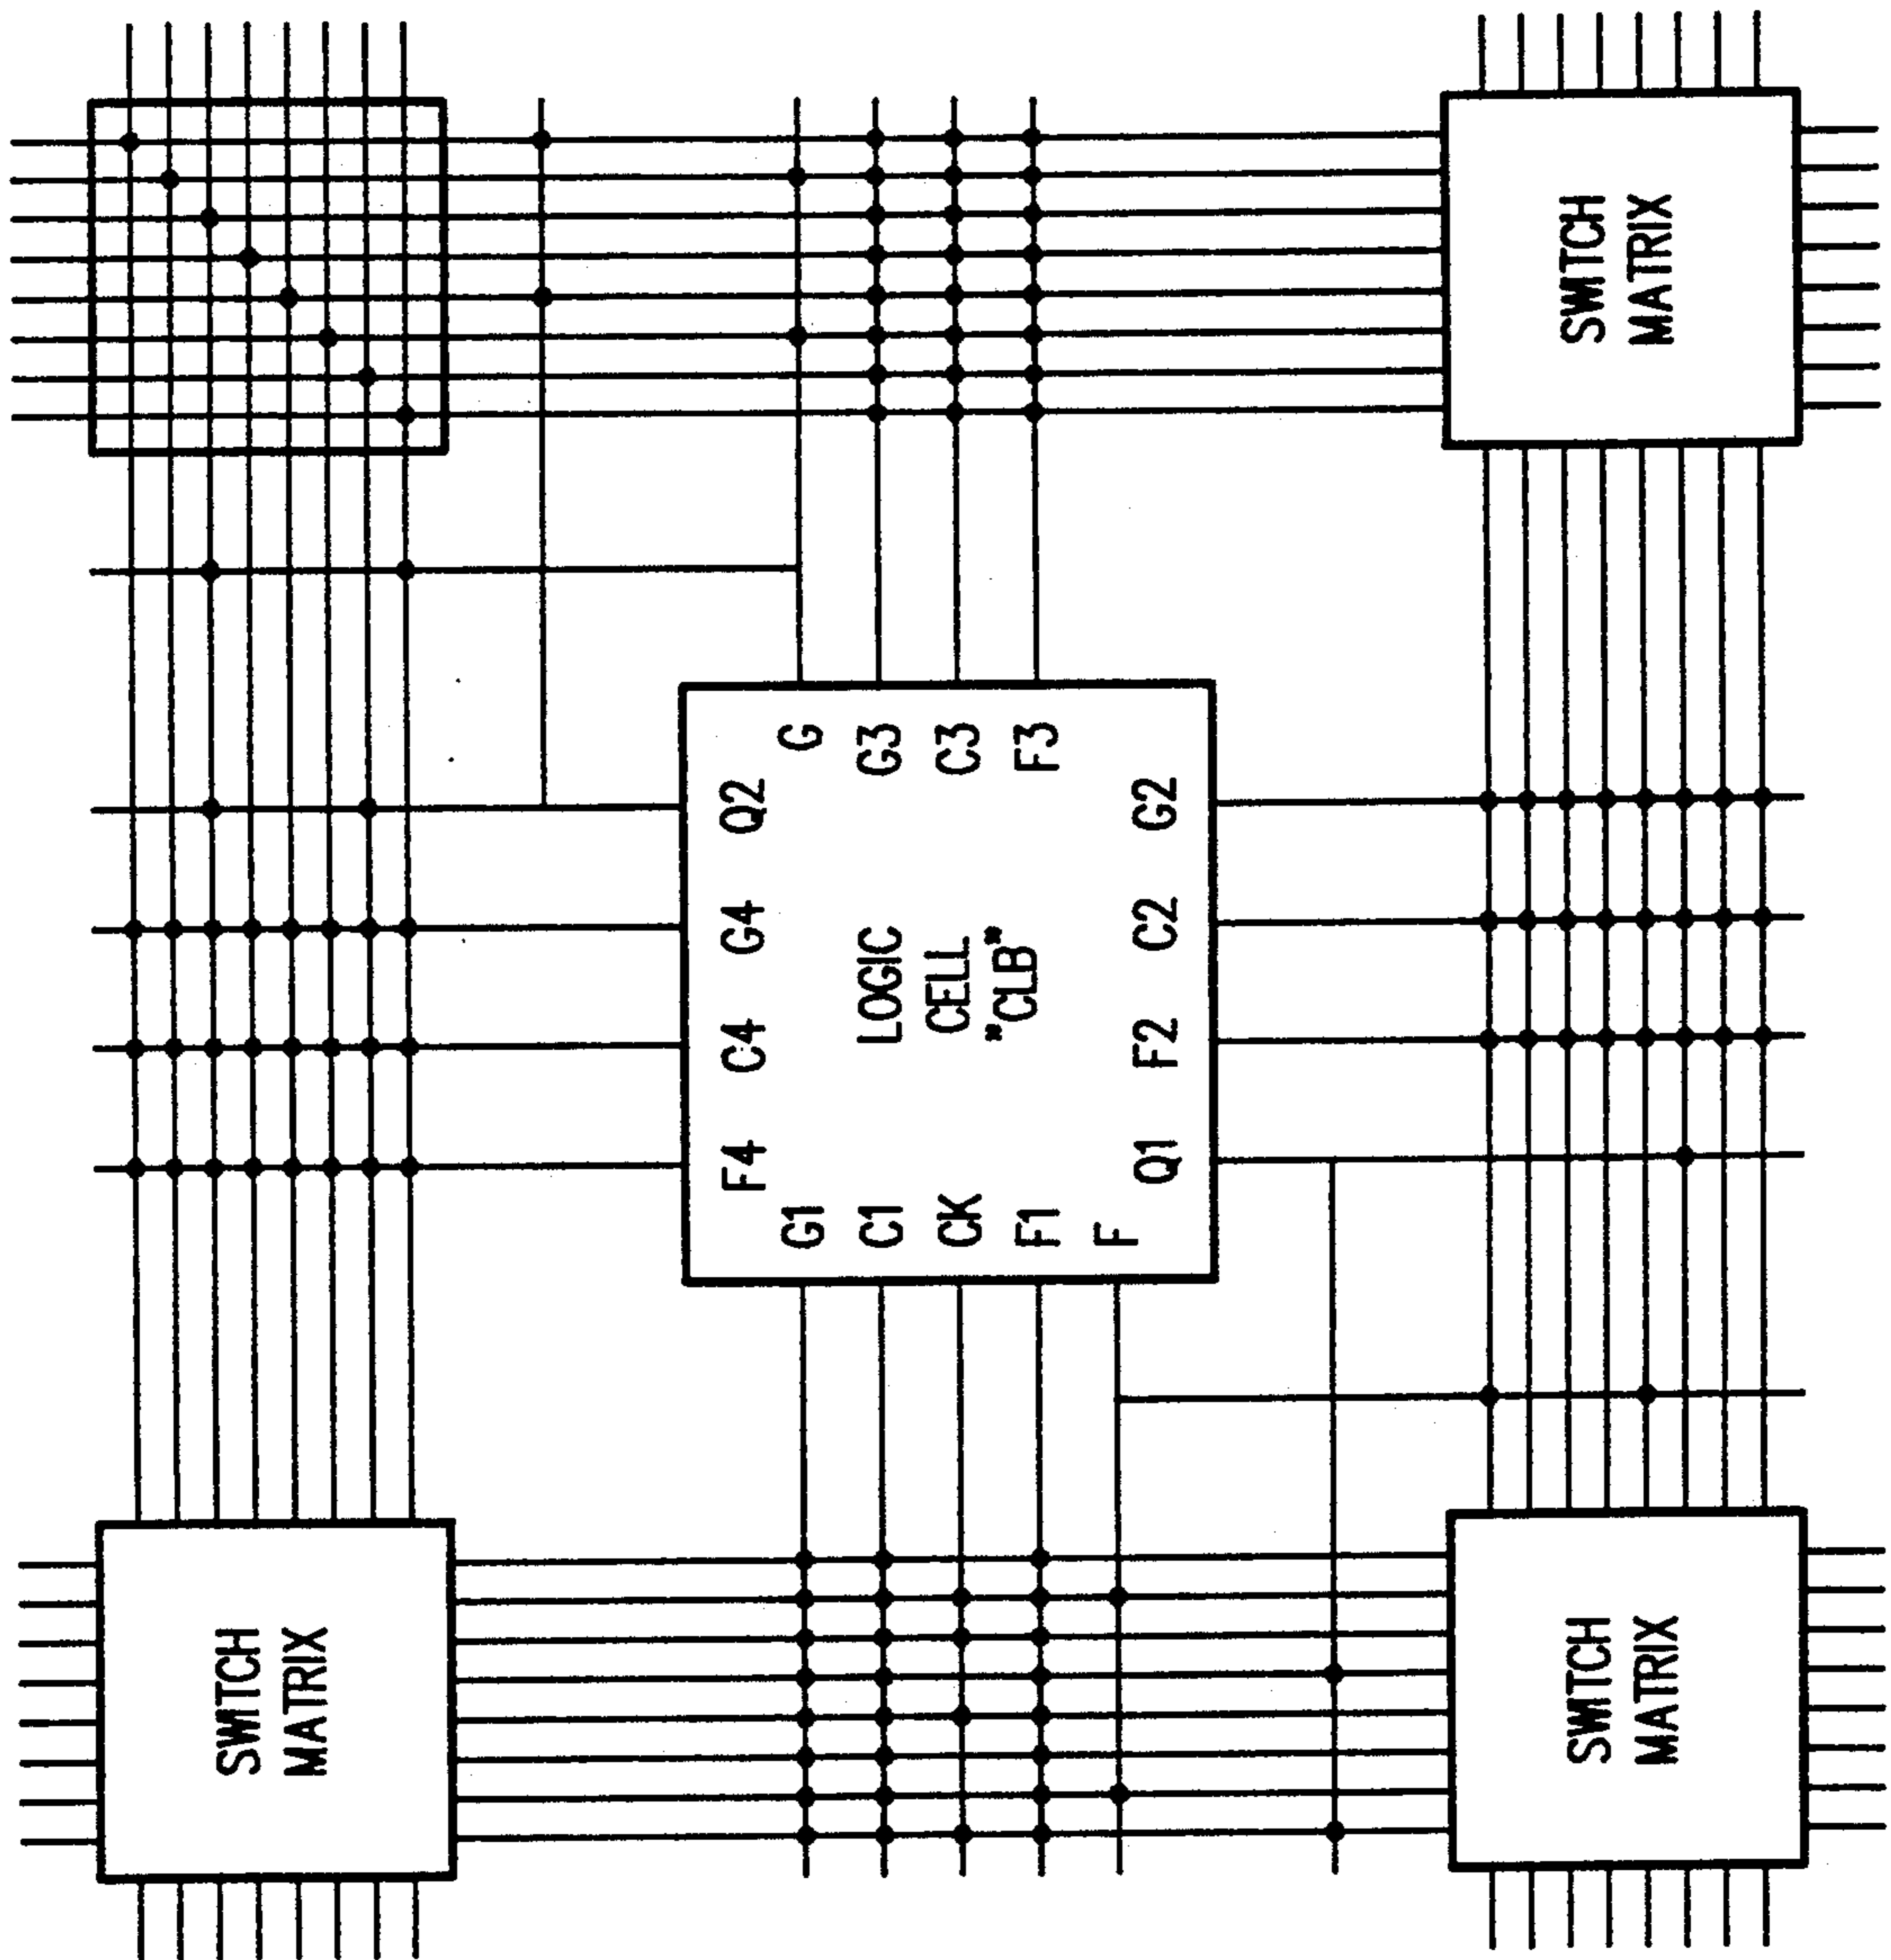 SWITCH
MATRIX
F4 C4 G4 Q2
G1 G
C1 LOGIC G3
CK CELL C3
F1 "CLB" F3
F
Q1 F2 C2 G2
SWITCH
MATRIX
SWITCH
MATRIX